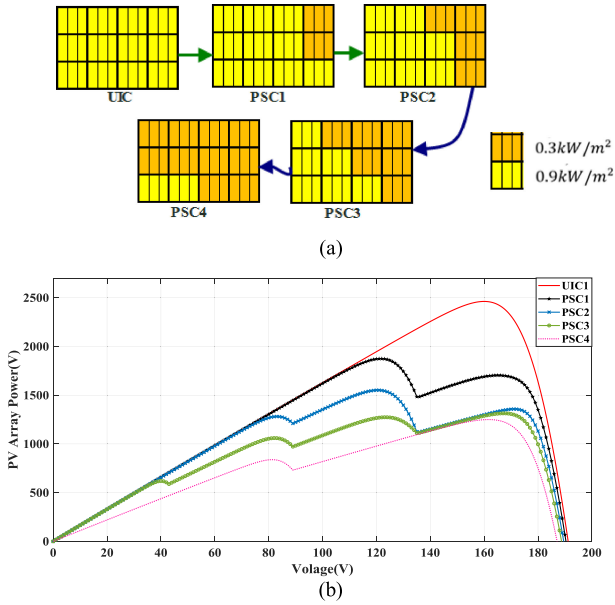 UIC
PSC1
PSC2
PSC4
PSC3
0.3kW/m²
0.9kW/m²
(a)
PV Array Power(V)
2500
2000
1500
1000
500
0
0 20 40 60 80 100 120 140 160 180 200
Volage(V)
UIC1
PSC1
PSC2
PSC3
PSC4
(b)